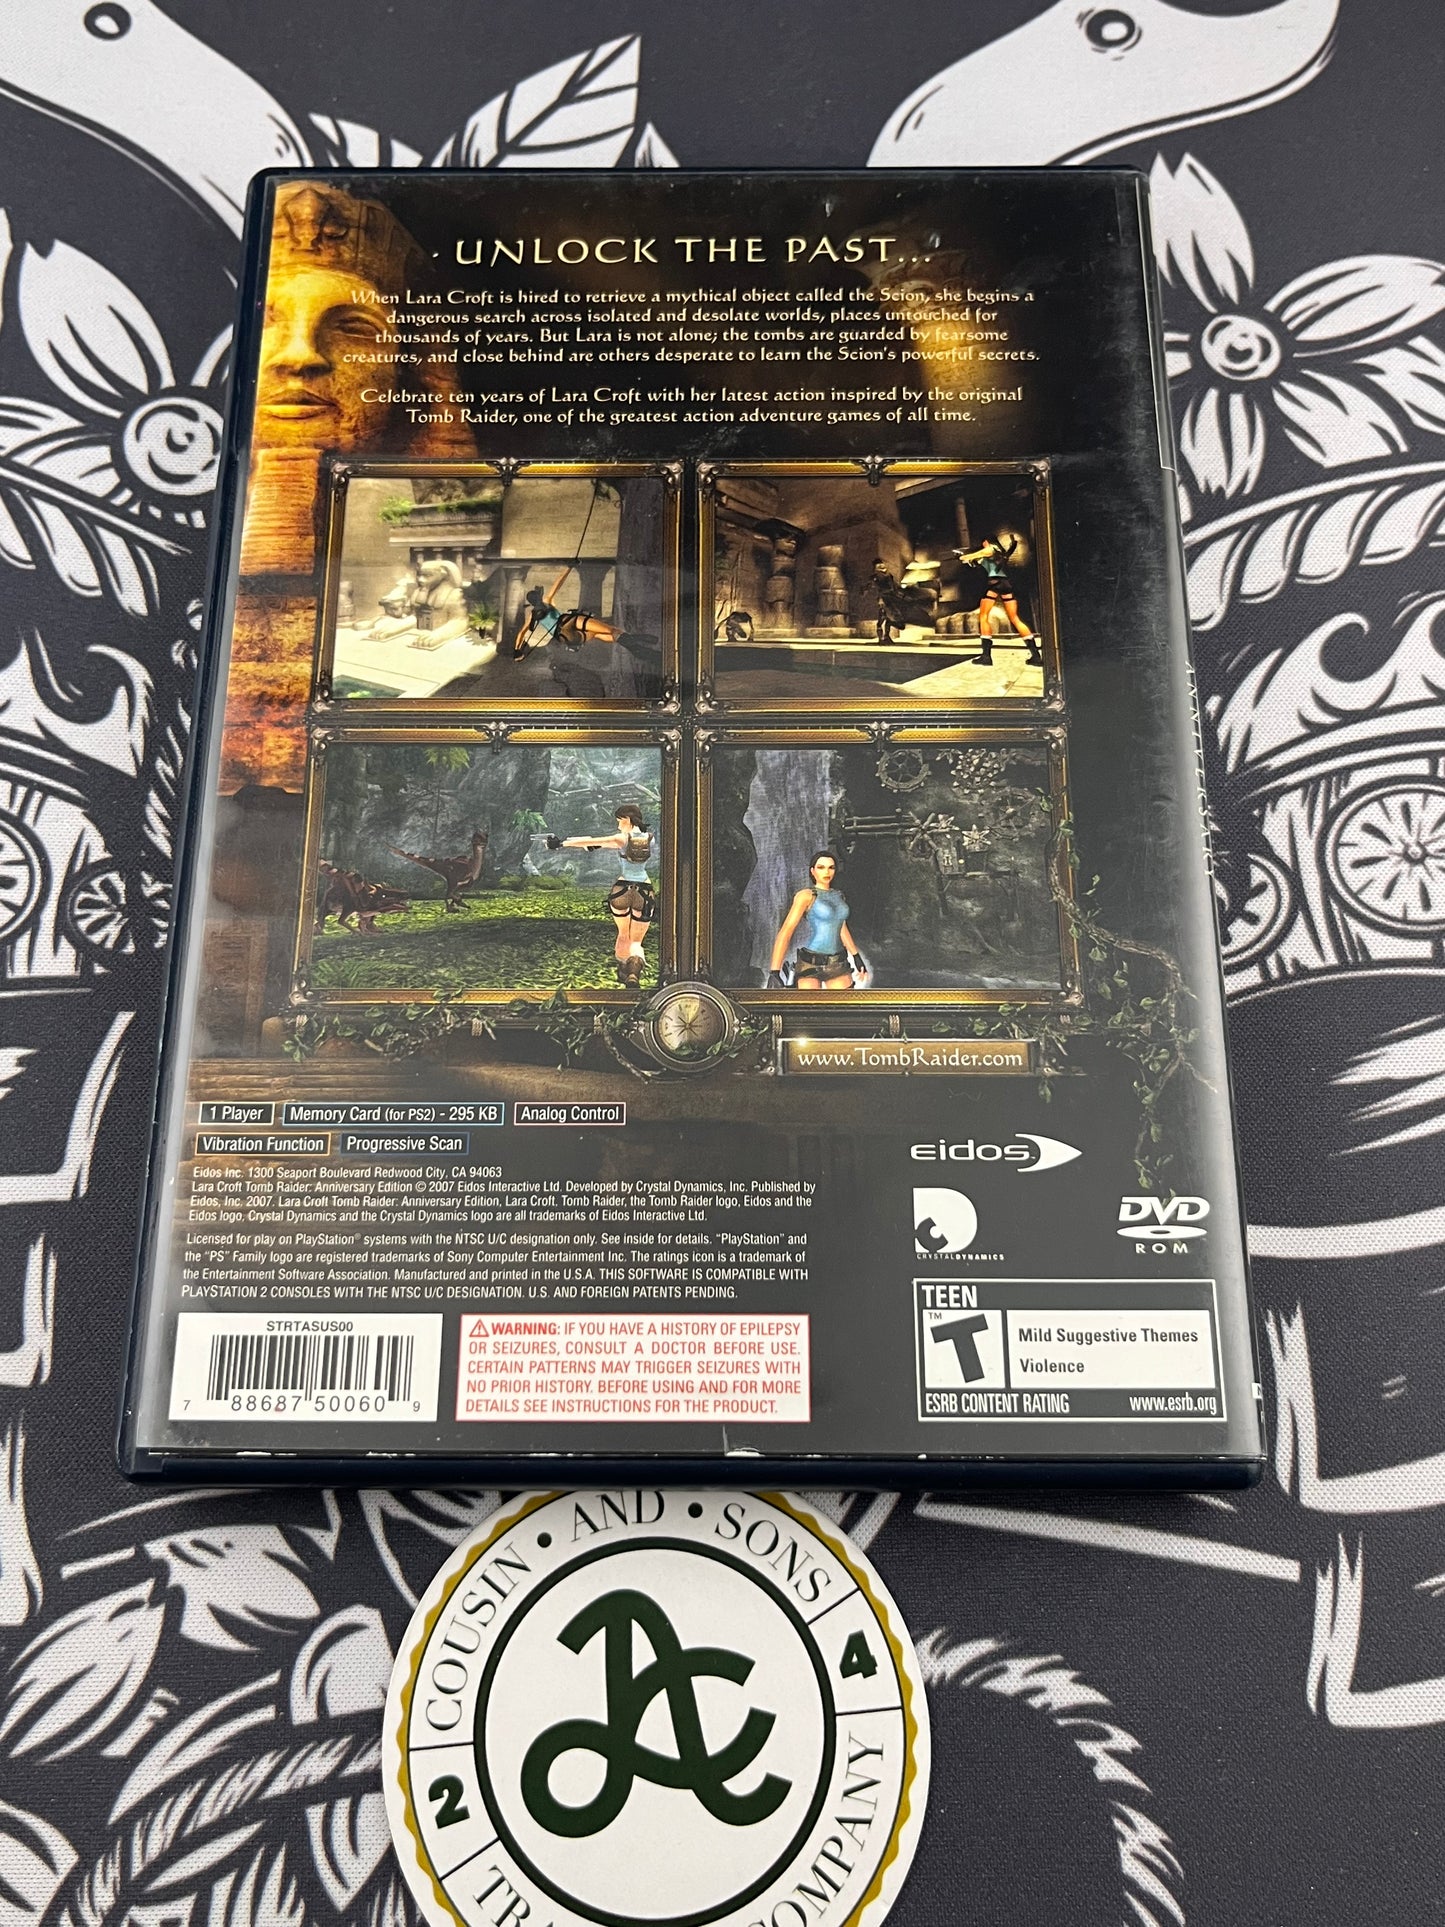 UNLOCK THE PAST...
When Lara Croft is hired to retrieve a mythical object called the Scion, she begins a
dangerous search across isolated and desolate worlds, places untouched for
thousands of years. But Lara is not alone; the tombs are guarded by fearsome
creatures, and close behind are others desperate to learn the Scion's powerful secrets.
Celebrate ten years of Lara Croft with her latest action inspired by the original
Tomb Raider, one of the greatest action adventure games of all time.
ANNIVERSARY
www.TombRaider.com
1 Player
Memory Card (for PS2) - 295 KB
Analog Control
Vibration Function
Progressive Scan
Eidos Inc. 1300 Seaport Boulevard Redwood City, CA 94063
Lara Croft Tomb Raider: Anniversary Edition © 2007 Eidos Interactive Ltd. Developed by Crystal Dynamics, Inc. Published by
Eidos, Inc. 2007. Lara Croft Tomb Raider: Anniversary Edition, Lara Croft, Tomb Raider, the Tomb Raider logo, Eidos and the
Eidos logo, Crystal Dynamics and the Crystal Dynamics logo are all trademarks of Eidos Interactive Ltd.
Licensed for play on PlayStation® systems with the NTSC U/C designation only. See inside for details. "PlayStation" and
the "PS" Family logo are registered trademarks of Sony Computer Entertainment Inc. The ratings icon is a trademark of
the Entertainment Software Association. Manufactured and printed in the U.S.A. THIS SOFTWARE IS COMPATIBLE WITH
PLAYSTATION 2 CONSOLES WITH THE NTSC U/C DESIGNATION. U.S. AND FOREIGN PATENTS PENDING.
eidos
CRYSTAL DYNAMICS
DVD
ROM
STRTASUS00
7 88687 50060 9
WARNING: IF YOU HAVE A HISTORY OF EPILEPSY
OR SEIZURES, CONSULT A DOCTOR BEFORE USE.
CERTAIN PATTERNS MAY TRIGGER SEIZURES WITH
NO PRIOR HISTORY. BEFORE USING AND FOR MORE
DETAILS SEE INSTRUCTIONS FOR THE PRODUCT.
TEEN
T
TM
Mild Suggestive Themes
Violence
ESRB CONTENT RATING
www.esrb.org
COUSIN • AND • SONS
2
4
AC
COMPANY